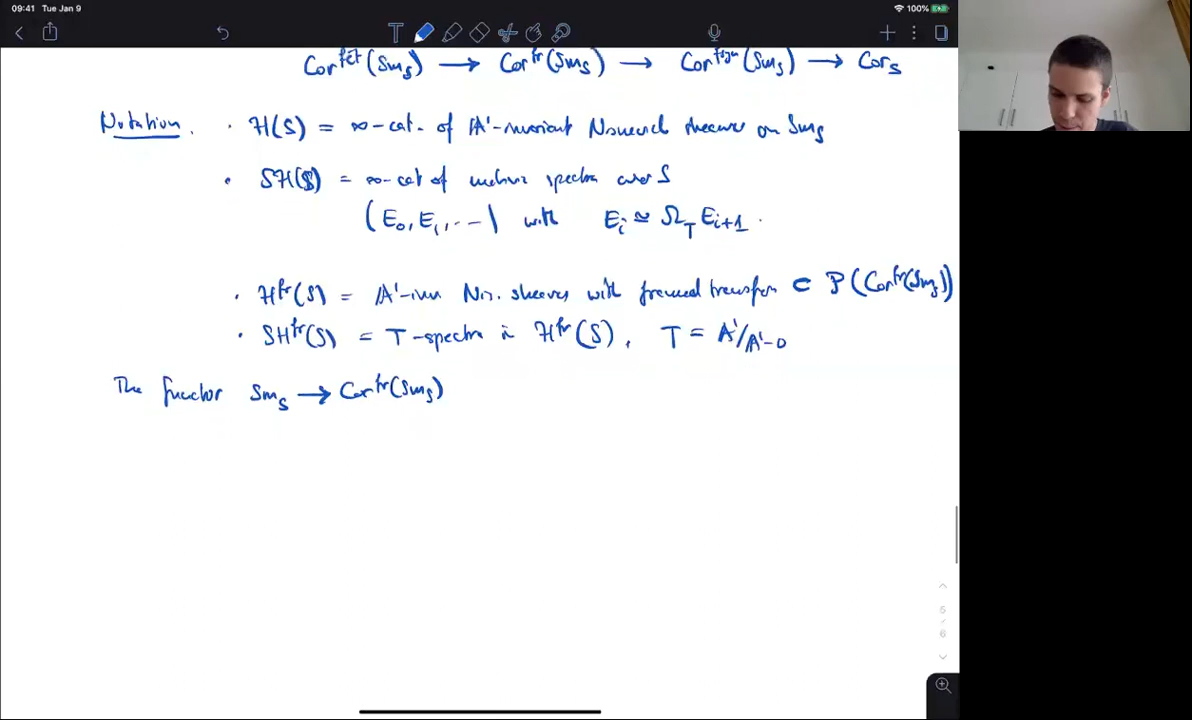 09:41 Tue Jan 9
100%
T
Cor^fét(Sm_S) → Cor^fr(Sm_S) → Cor^fsyn(Sm_S) → Cor_S
Notation. · H(S) = ∞-cat. of A¹-invariant Nisnevich sheaves on Sm_S
· SH(S) = ∞-cat of motivic spectra over S
(E₀, E₁, ...) with E_i ≃ Ω_T E_{i+1}.
· H^fr(S) = A¹-inv Nis. sheaves with framed transfers ⊂ P(Cor^fr(Sm_S))
· SH^fr(S) = T-spectra in H^fr(S), T = A¹/A¹-0
The functor Sm_S → Cor^fr(Sm_S)
5
6